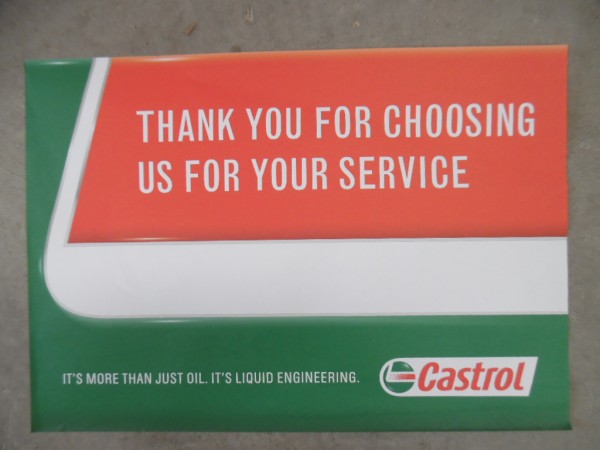 THANK YOU FOR CHOOSING
US FOR YOUR SERVICE
IT'S MORE THAN JUST OIL. IT'S LIQUID ENGINEERING.
Castrol